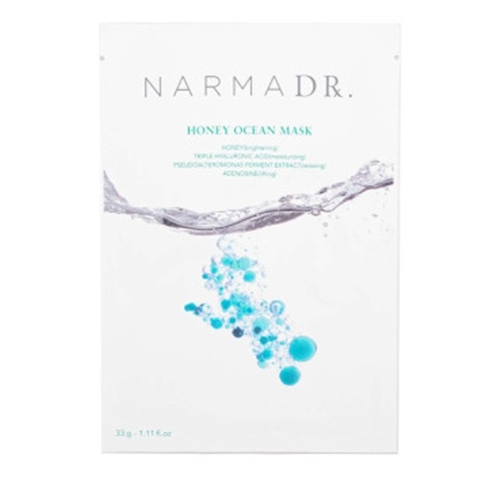 NARMADR.
HONEY OCEAN MASK
HONEY(brightening)
TRIPLE HYALURONIC ACID(moisturizing)
PSEUDOALTEROMONAS FERMENT EXTRACT(relaxing)
ADENOSINE(lifting)
33 g - 1.11 fl.oz